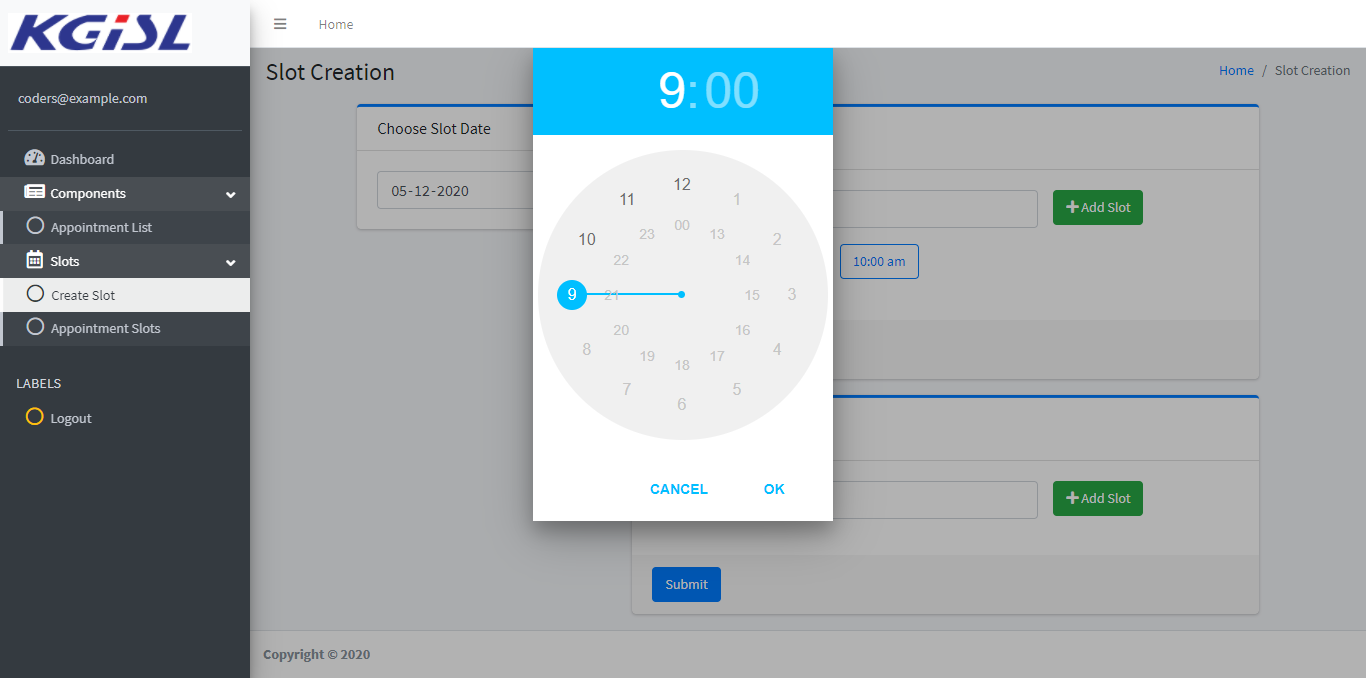 KGiSL
Home
coders@example.com
Dashboard
Components
Appointment List
Slots
Create Slot
Appointment Slots
LABELS
Logout
Slot Creation
Home / Slot Creation
Choose Slot Date
05-12-2020
9:00
12
11
1
00
23
13
10
2
22
14
9
21
15
3
20
16
8
4
19
17
18
7
5
6
CANCEL
OK
Add Slot
10:00 am
Add Slot
Submit
Copyright © 2020